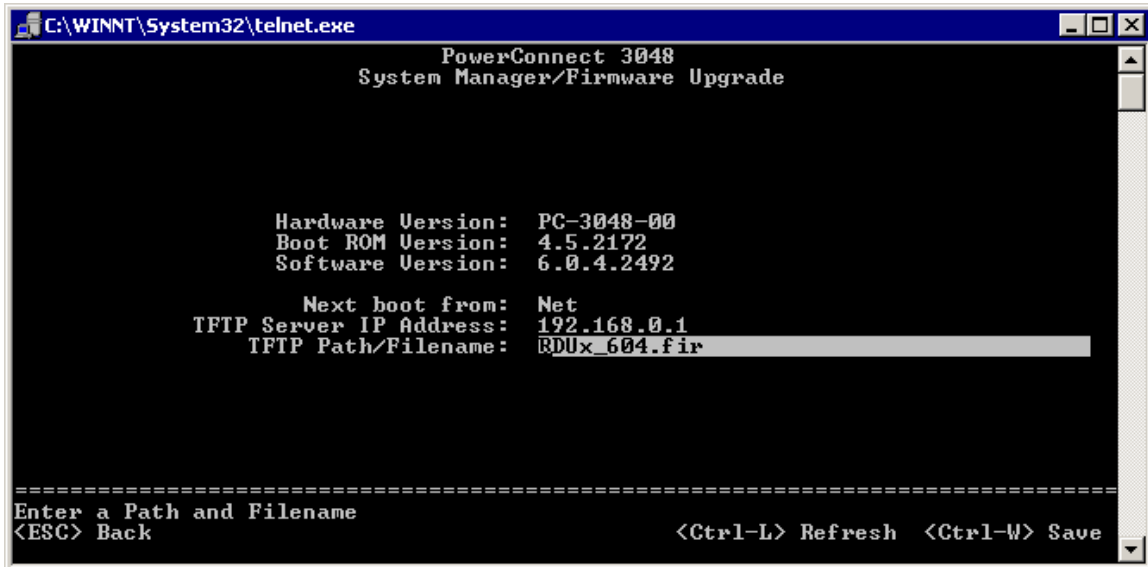 C:\WINNT\System32\telnet.exe
PowerConnect 3048
System Manager/Firmware Upgrade
Hardware Version: PC-3048-00
Boot ROM Version: 4.5.2172
Software Version: 6.0.4.2492
Next boot from: Net
TFTP Server IP Address: 192.168.0.1
TFTP Path/Filename: RDUx_604.fir
================================================================================
Enter a Path and Filename
<ESC> Back <Ctrl-L> Refresh <Ctrl-W> Save